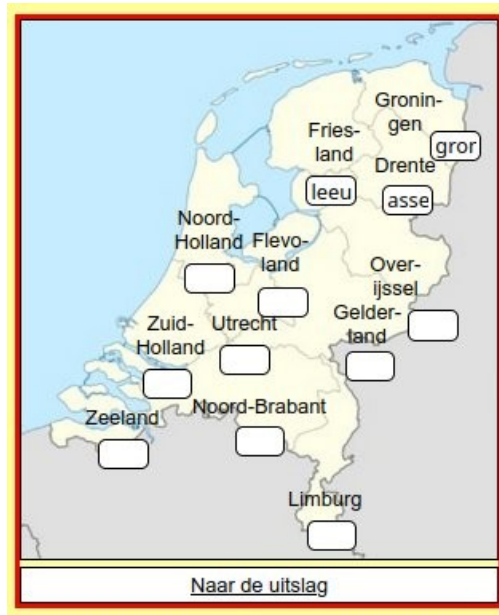 Gronin-
gen
Fries-
land
gror
Drente
leeu
asse
Noord-
Holland
Flevo-
land
Over-
ijssel
Zuid-
Holland
Utrecht
Gelder-
land
Zeeland
Noord-Brabant
Limburg
Naar de uitslag